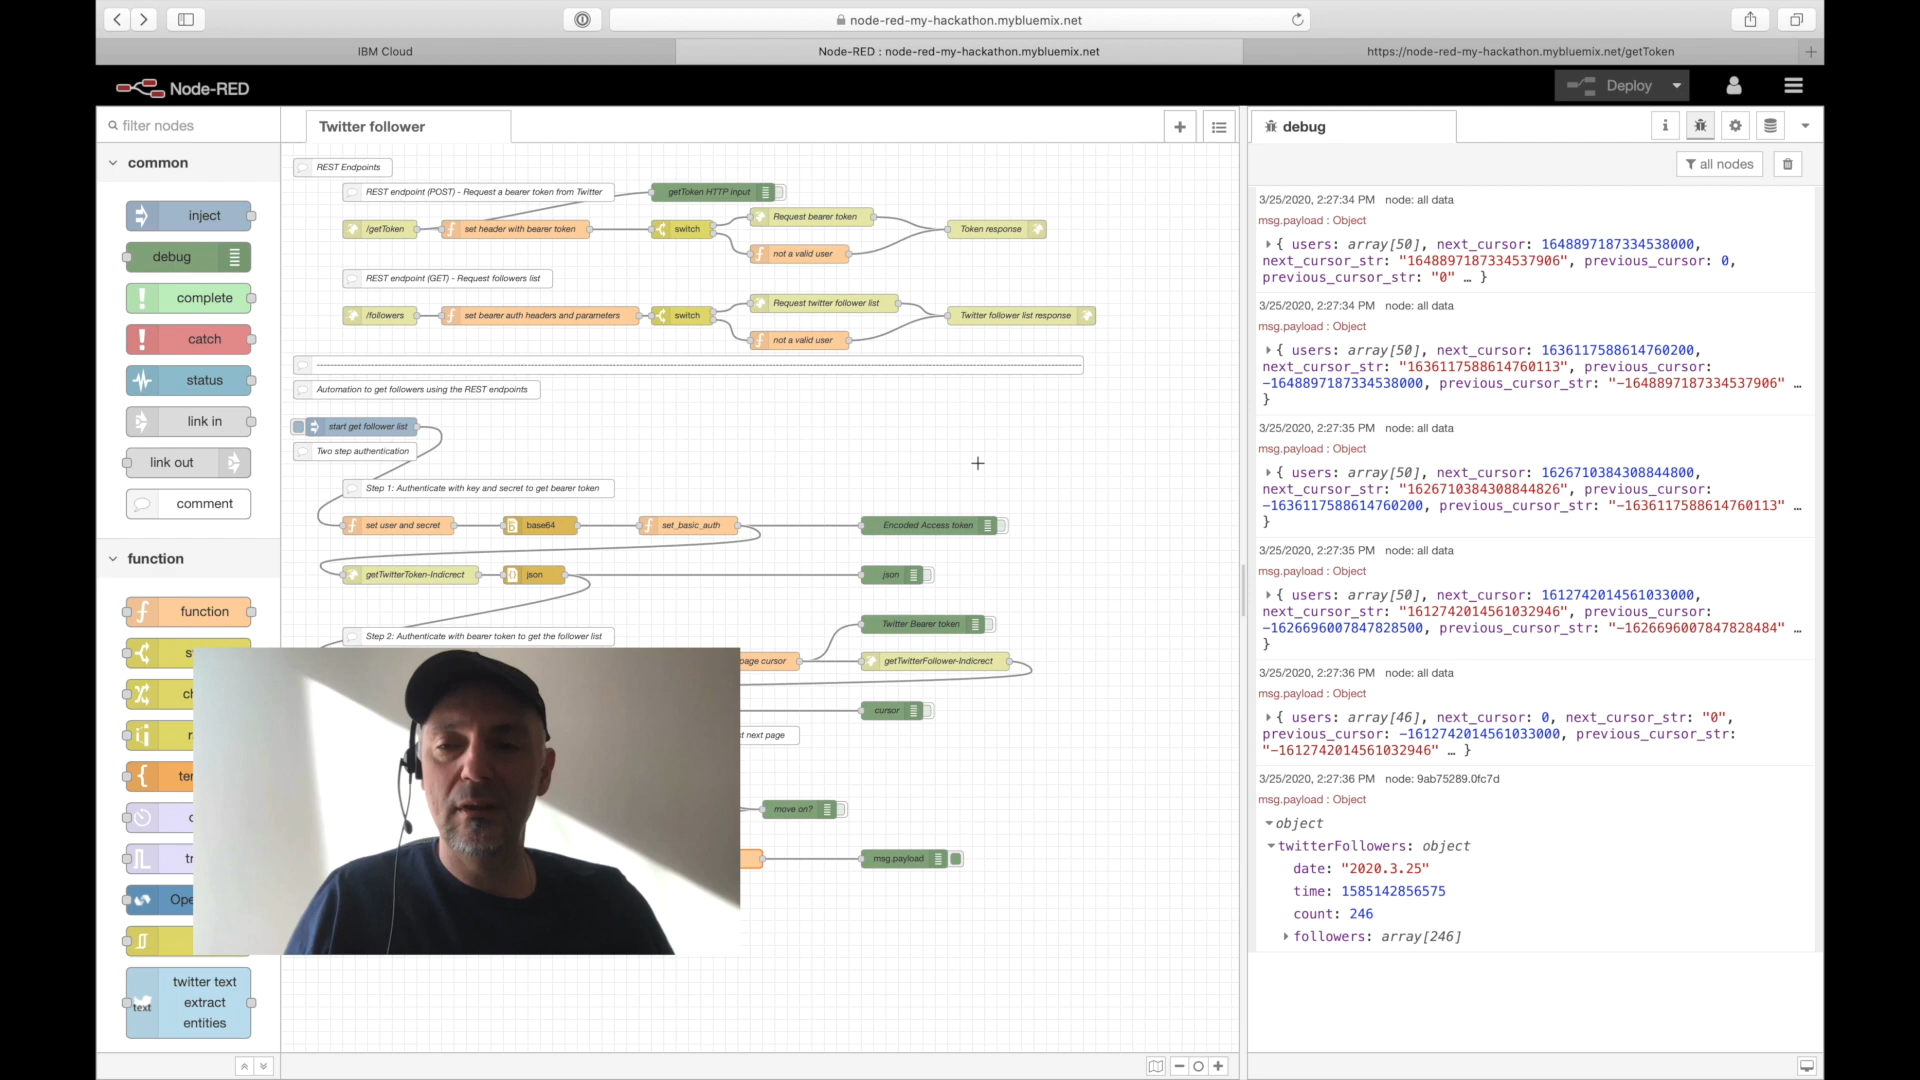 node-red-my-hackathon.mybluemix.net
IBM Cloud
Node-RED : node-red-my-hackathon.mybluemix.net
https://node-red-my-hackathon.mybluemix.net/getToken
Node-RED
Deploy
filter nodes
common
inject
debug
complete
catch
status
link in
link out
comment
function
function
twitter text
extract
entities
text
Twitter follower
REST Endpoints
REST endpoint (POST) - Request a bearer token from Twitter
getToken HTTP input
/getToken
set header with bearer token
switch
Request bearer token
Token response
not a valid user
REST endpoint (GET) - Request followers list
/followers
set bearer auth headers and parameters
switch
Request twitter follower list
Twitter follower list response
not a valid user
Automation to get followers using the REST endpoints
start get follower list
Two step authentication
Step 1: Authenticate with key and secret to get bearer token
set user and secret
base64
set_basic_auth
Encoded Access token
getTwitterToken-Indicrect
json
json
Step 2: Authenticate with bearer token to get the follower list
Twitter Bearer token
page cursor
getTwitterFollower-Indicrect
cursor
next page
move on?
msg.payload
debug
i
all nodes
3/25/2020, 2:27:34 PM node: all data
msg.payload : Object
{ users: array[50], next_cursor: 1648897187334538000,
next_cursor_str: "1648897187334537906", previous_cursor: 0,
previous_cursor_str: "0" … }
3/25/2020, 2:27:34 PM node: all data
msg.payload : Object
{ users: array[50], next_cursor: 1636117588614760200,
next_cursor_str: "1636117588614760113", previous_cursor:
-1648897187334538000, previous_cursor_str: "-1648897187334537906" …
}
3/25/2020, 2:27:35 PM node: all data
msg.payload : Object
{ users: array[50], next_cursor: 1626710384308844800,
next_cursor_str: "1626710384308844826", previous_cursor:
-1636117588614760200, previous_cursor_str: "-1636117588614760113" …
}
3/25/2020, 2:27:35 PM node: all data
msg.payload : Object
{ users: array[50], next_cursor: 1612742014561033000,
next_cursor_str: "1612742014561032946", previous_cursor:
-1626696007847828500, previous_cursor_str: "-1626696007847828484" …
}
3/25/2020, 2:27:36 PM node: all data
msg.payload : Object
{ users: array[46], next_cursor: 0, next_cursor_str: "0",
previous_cursor: -1612742014561033000, previous_cursor_str:
"-1612742014561032946" … }
3/25/2020, 2:27:36 PM node: 9ab75289.0fc7d
msg.payload : Object
object
twitterFollowers: object
date: "2020.3.25"
time: 1585142856575
count: 246
followers: array[246]